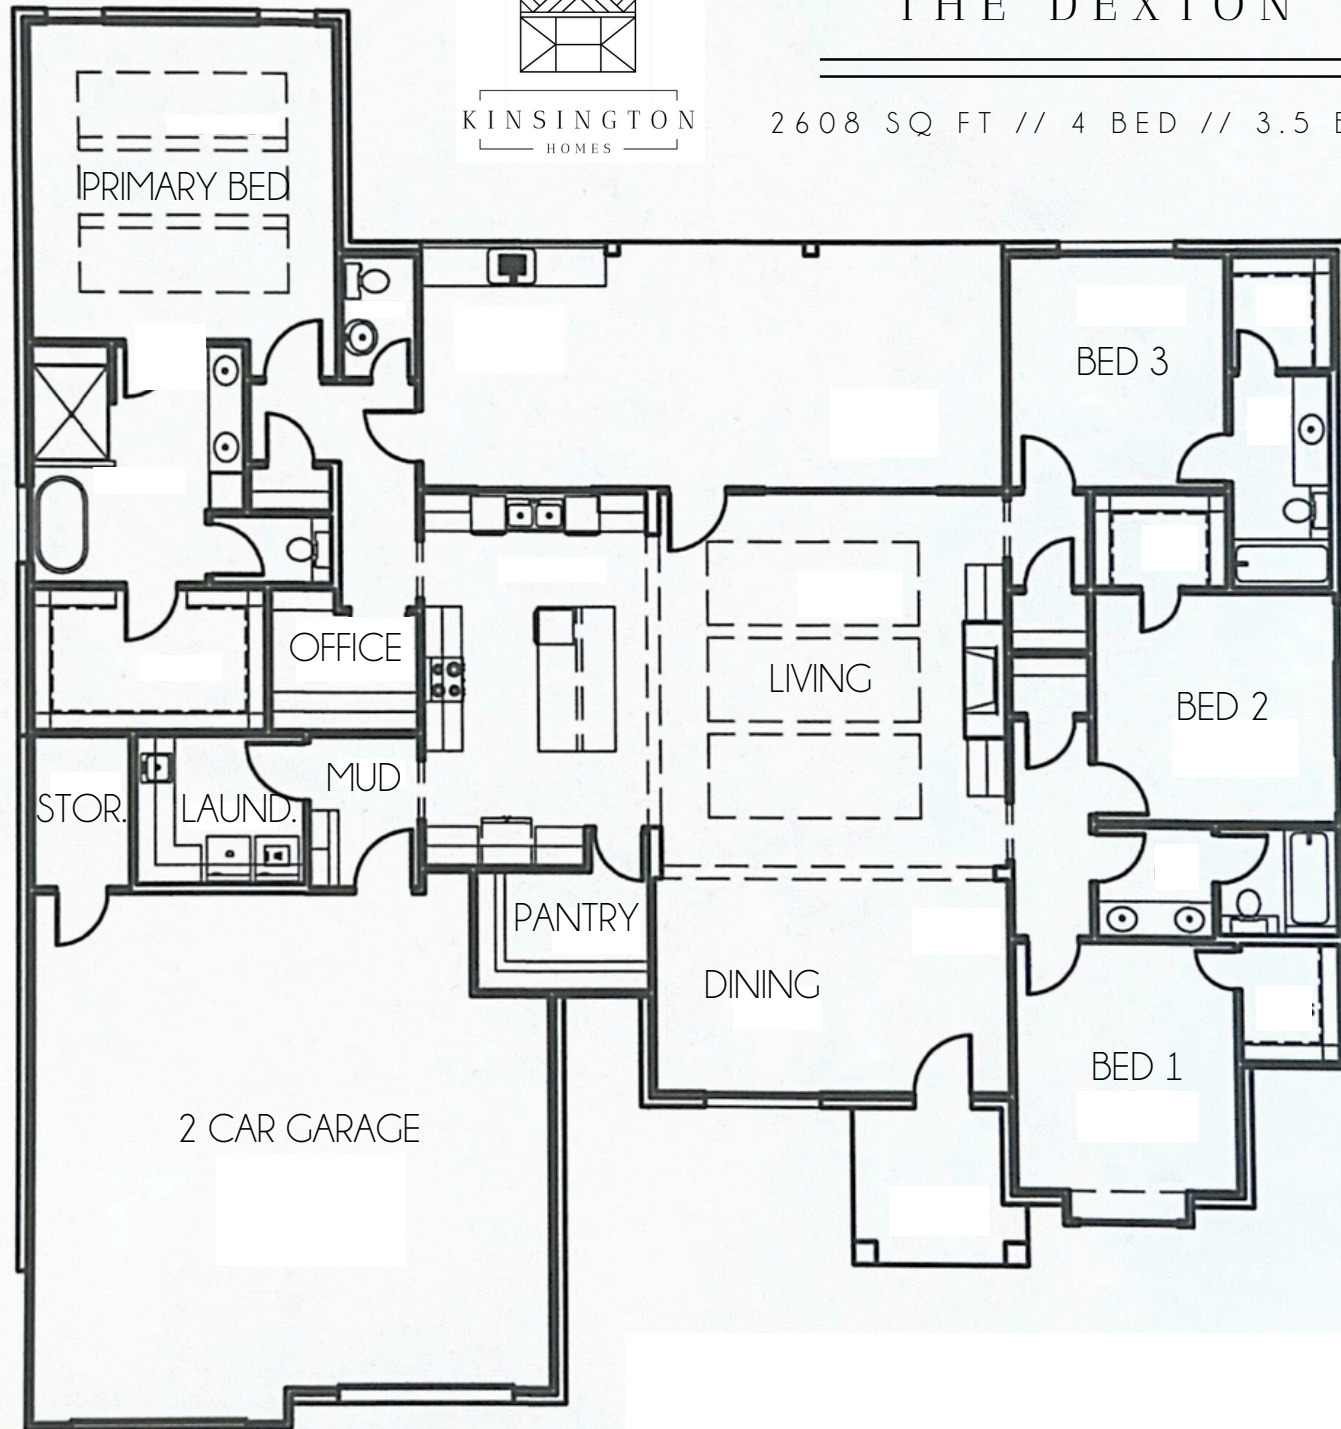 THE DEXTON
KINSINGTON
HOMES
2608 SQ FT // 4 BED // 3.5
PRIMARY BED
BED 3
OFFICE
LIVING
BED 2
MUD
STOR.
LAUND.
PANTRY
DINING
BED 1
2 CAR GARAGE